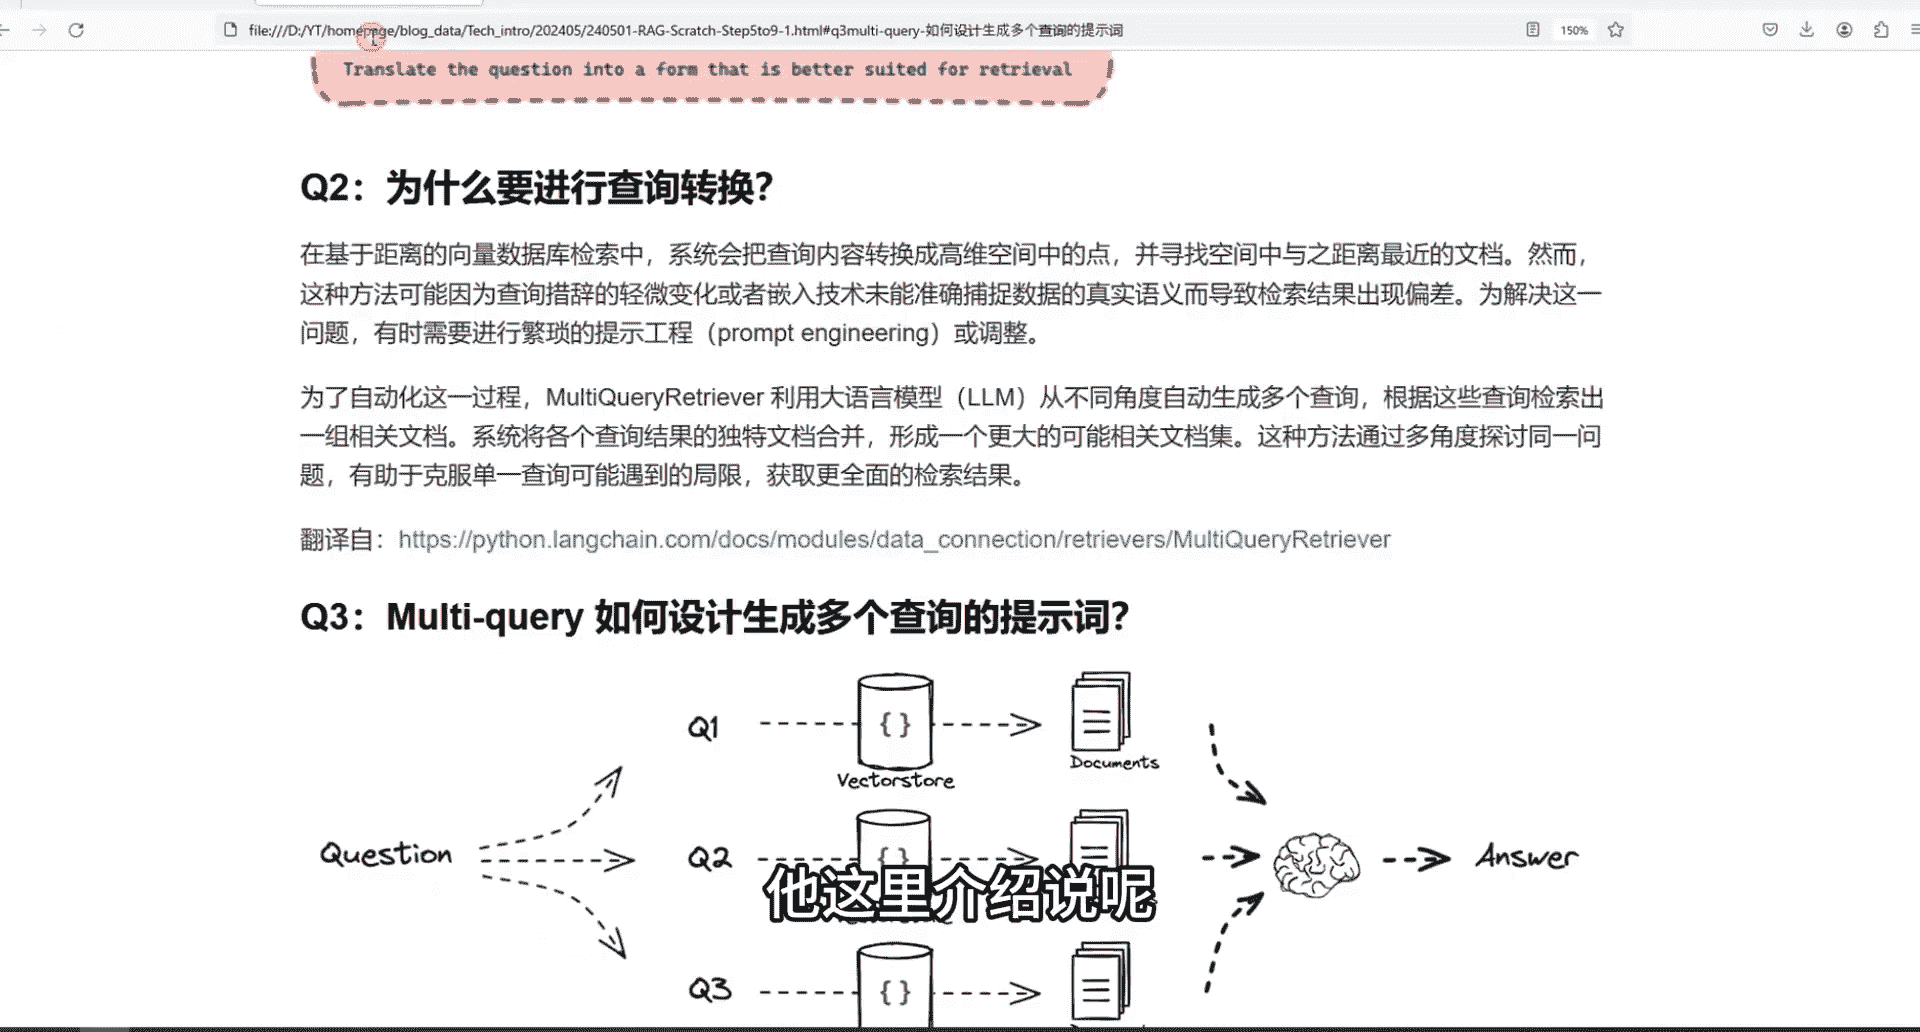 file:///D:/YT/homepage/blog_data/Tech_intro/202405/240501-RAG-Scratch-Step5to9-1.html#q3multi-query-如何设计生成多个查询的提示词
150%
Translate the question into a form that is better suited for retrieval
Q2：为什么要进行查询转换？
在基于距离的向量数据库检索中，系统会把查询内容转换成高维空间中的点，并寻找空间中与之距离最近的文档。然而，
这种方法可能因为查询措辞的轻微变化或者嵌入技术未能准确捕捉数据的真实语义而导致检索结果出现偏差。为解决这一
问题，有时需要进行繁琐的提示工程（prompt engineering）或调整。
为了自动化这一过程，MultiQueryRetriever 利用大语言模型（LLM）从不同角度自动生成多个查询，根据这些查询检索出
一组相关文档。系统将各个查询结果的独特文档合并，形成一个更大的可能相关文档集。这种方法通过多角度探讨同一问
题，有助于克服单一查询可能遇到的局限，获取更全面的检索结果。
翻译自：https://python.langchain.com/docs/modules/data_connection/retrievers/MultiQueryRetriever
Q3：Multi-query 如何设计生成多个查询的提示词？
Q1
{}
Vectorstore
Documents
Question
Q2
{}
Answer
他这里介绍说呢
Q3
{}